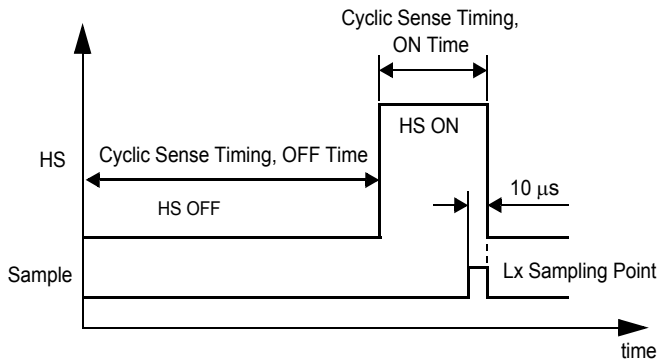 Cyclic Sense Timing,
ON Time
HS ON
HS
Cyclic Sense Timing, OFF Time
10 μs
HS OFF
Sample
Lx Sampling Point
time